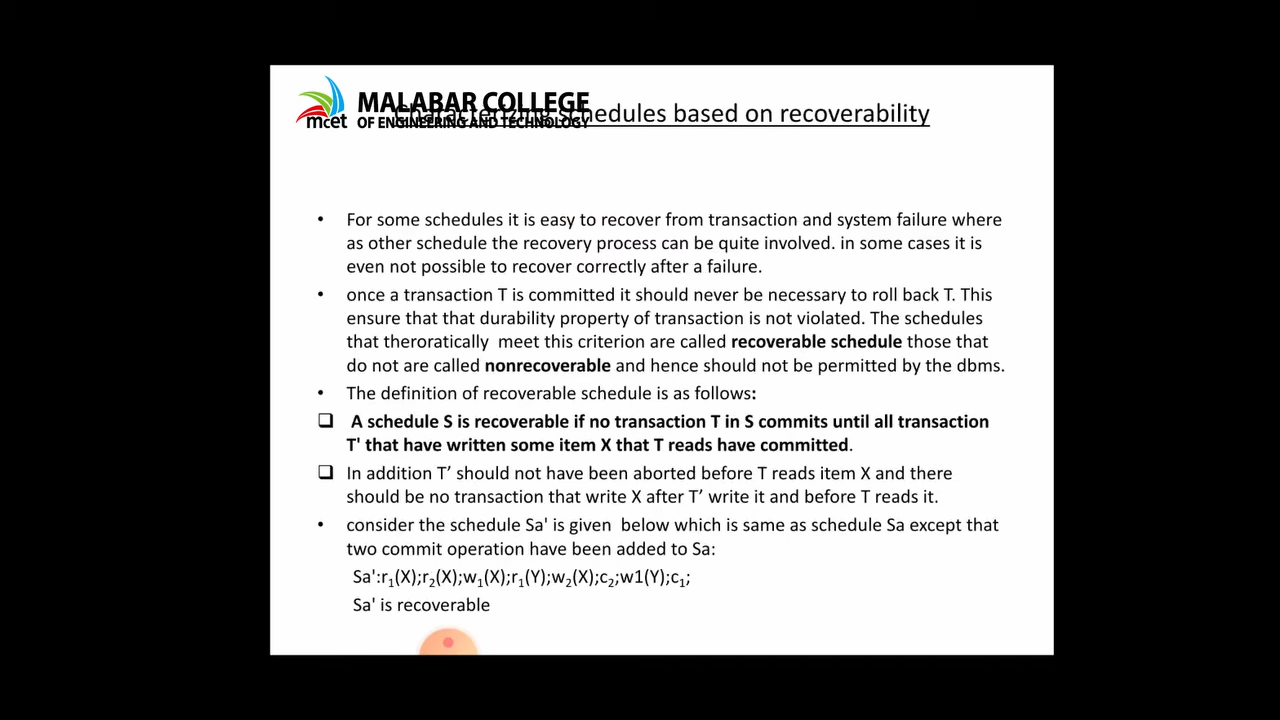 MALABAR COLLEGE
OF ENGINEERING AND TECHNOLOGY
mcet
Characterizing schedules based on recoverability
• For some schedules it is easy to recover from transaction and system failure where
as other schedule the recovery process can be quite involved. in some cases it is
even not possible to recover correctly after a failure.
• once a transaction T is committed it should never be necessary to roll back T. This
ensure that that durability property of transaction is not violated. The schedules
that theroratically meet this criterion are called recoverable schedule those that
do not are called nonrecoverable and hence should not be permitted by the dbms.
• The definition of recoverable schedule is as follows:
❑ A schedule S is recoverable if no transaction T in S commits until all transaction
T' that have written some item X that T reads have committed.
❑ In addition T’ should not have been aborted before T reads item X and there
should be no transaction that write X after T’ write it and before T reads it.
• consider the schedule Sa' is given below which is same as schedule Sa except that
two commit operation have been added to Sa:
Sa':r₁(X);r₂(X);w₁(X);r₁(Y);w₂(X);c₂;w1(Y);c₁;
Sa' is recoverable